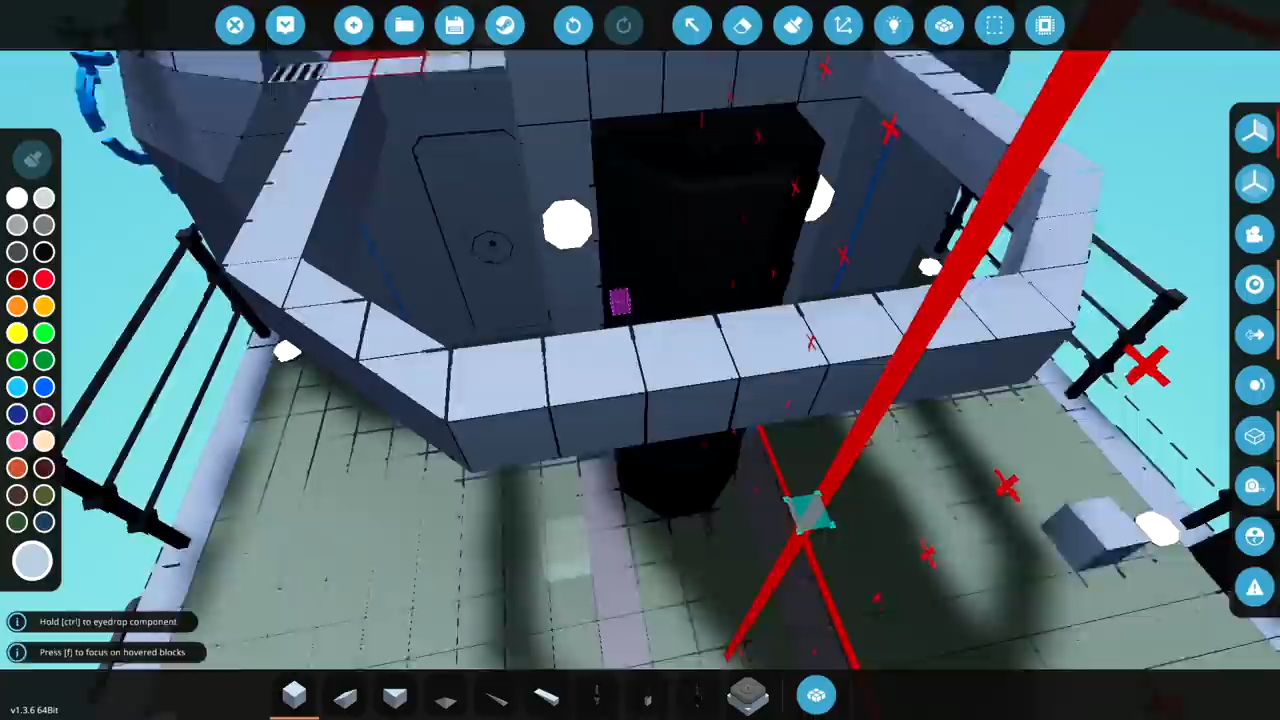 Hold [ctrl] to eyedrop component
Press [f] to focus on hovered blocks
v1.3.6 64Bit